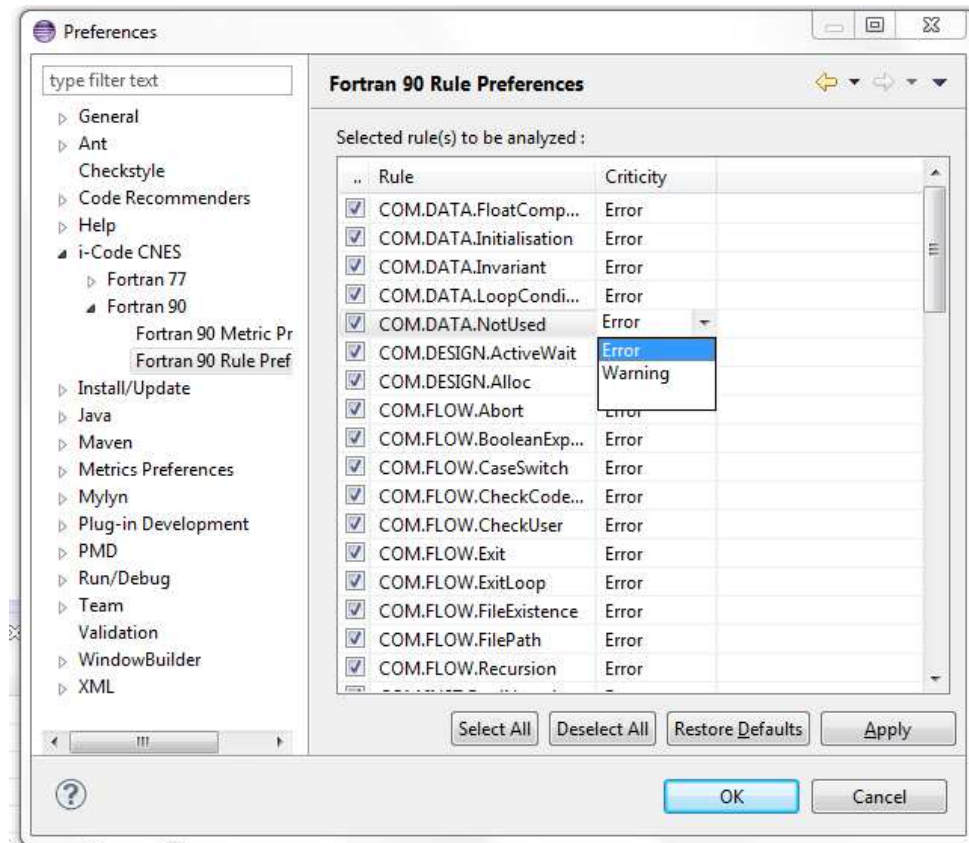 Preferences
type filter text
General
Ant
Checkstyle
Code Recommenders
Help
i-Code CNES
Fortran 77
Fortran 90
Fortran 90 Metric Pr
Fortran 90 Rule Pref
Install/Update
Java
Maven
Metrics Preferences
Mylyn
Plug-in Development
PMD
Run/Debug
Team
Validation
WindowBuilder
XML
Fortran 90 Rule Preferences
Selected rule(s) to be analyzed :
.. Rule Criticity
COM.DATA.FloatComp... Error
COM.DATA.Initialisation Error
COM.DATA.Invariant Error
COM.DATA.LoopCondi... Error
COM.DATA.NotUsed Error
COM.DESIGN.ActiveWait Error
COM.DESIGN.Alloc Warning
COM.FLOW.Abort Error
COM.FLOW.BooleanExp... Error
COM.FLOW.CaseSwitch Error
COM.FLOW.CheckCode... Error
COM.FLOW.CheckUser Error
COM.FLOW.Exit Error
COM.FLOW.ExitLoop Error
COM.FLOW.FileExistence Error
COM.FLOW.FilePath Error
COM.FLOW.Recursion Error
Select All Deselect All Restore Defaults Apply
OK Cancel